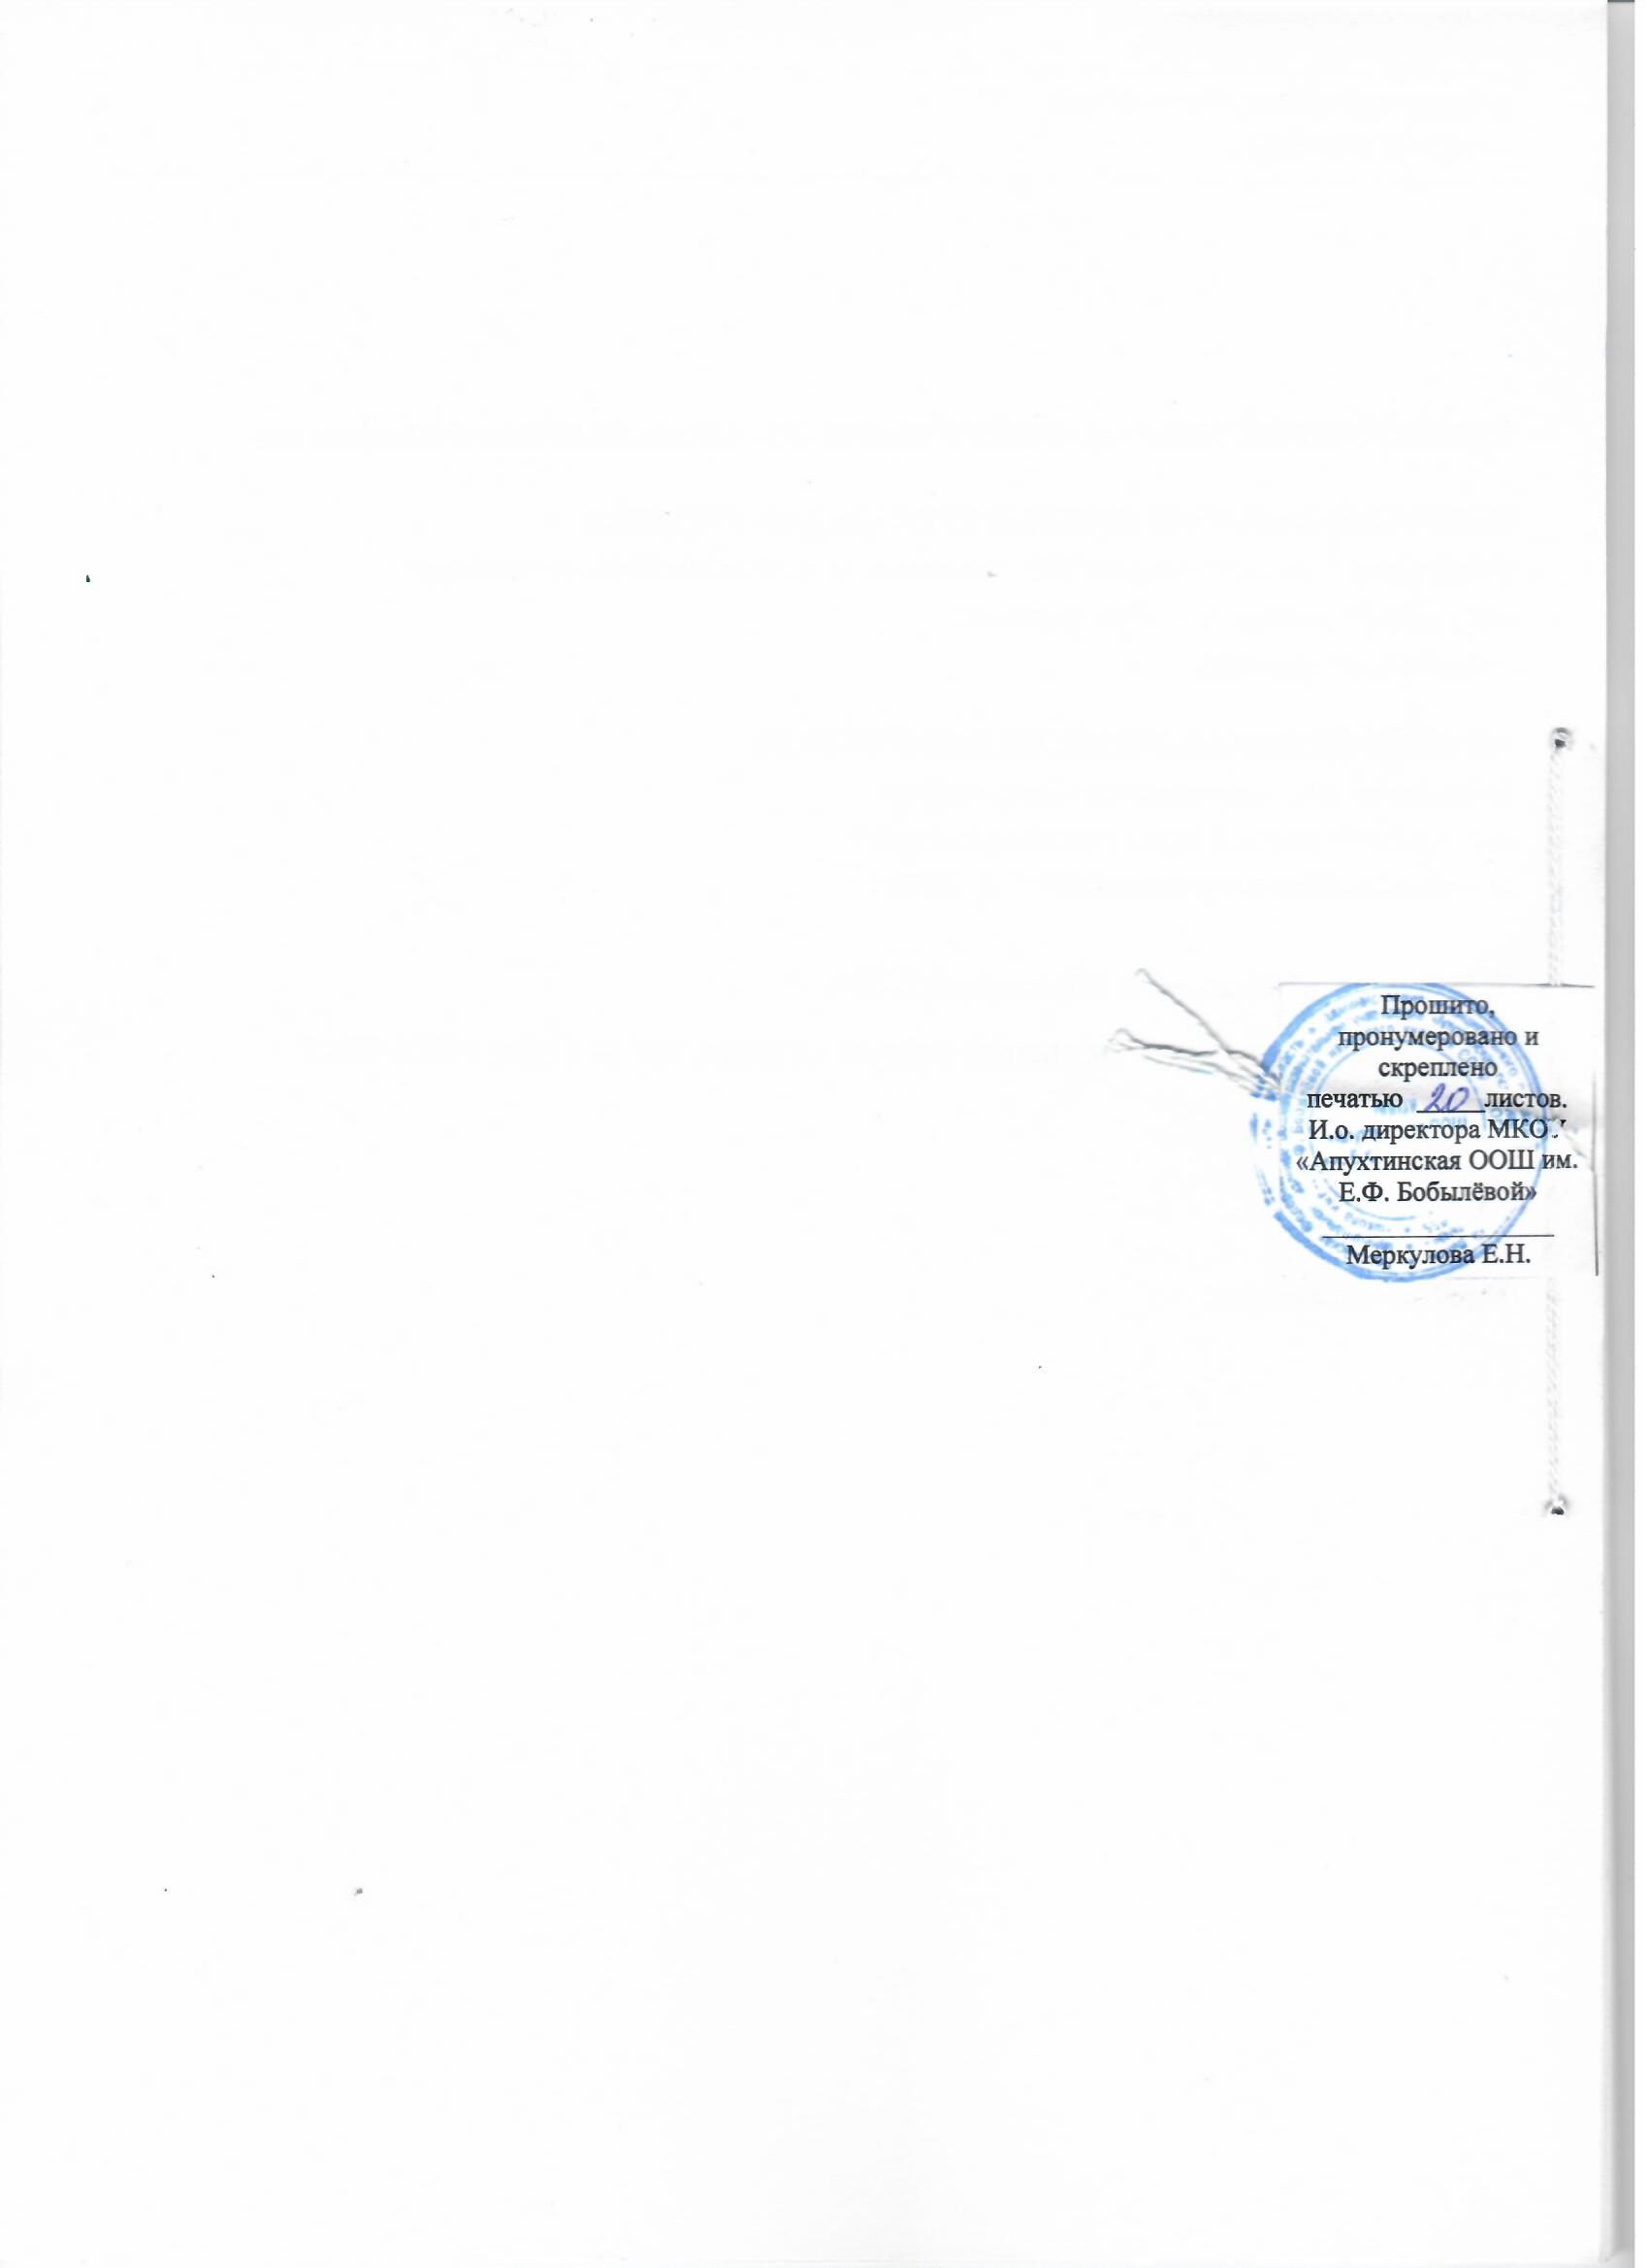 Прошито,
пронумеровано и
скреплено
печатью 20 листов.
И.о. директора МКОУ
«Апухтинская ООШ им.
Е.Ф. Бобылёвой»
Меркулова Е.Н.